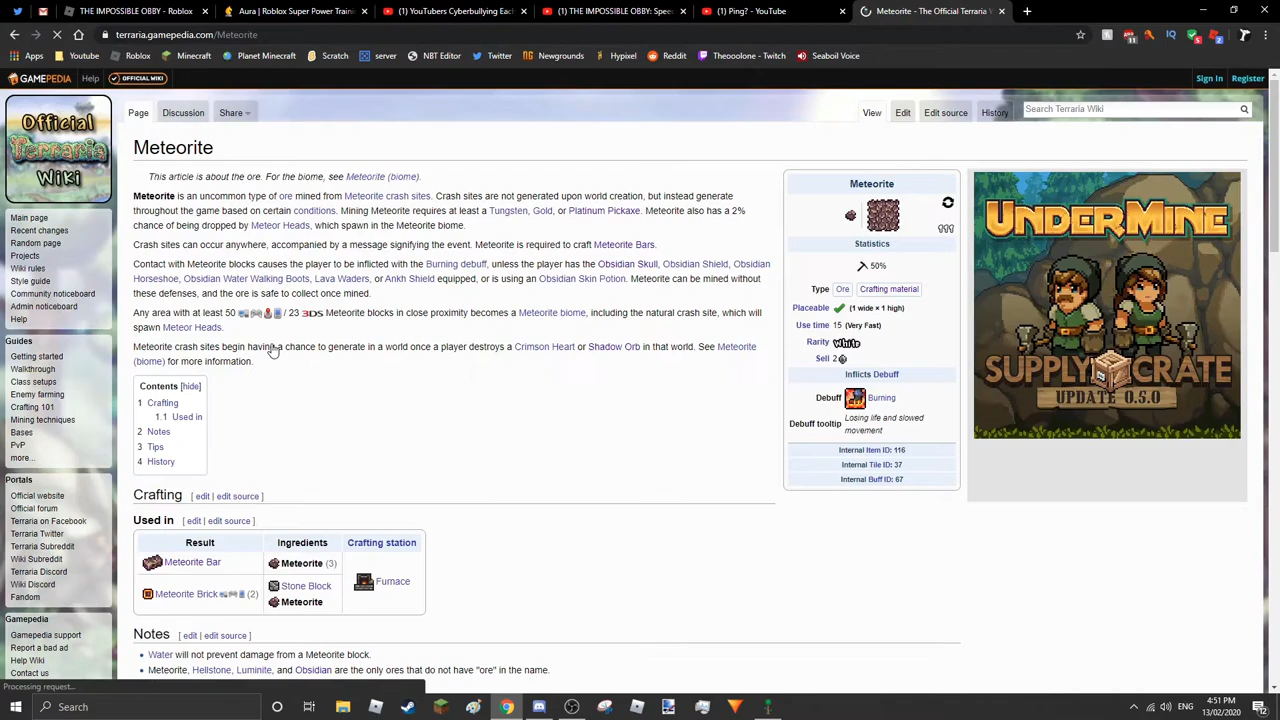 THE IMPOSSIBLE OBBY - Roblox
Aura | Roblox Super Power Traini
(1) YouTubers Cyberbullying Each
(1) THE IMPOSSIBLE OBBY: Spee
(1) Ping? - YouTube
Meteorite - The Official Terraria W
terraria.gamepedia.com/Meteorite
Apps Youtube Minecraft Planet Minecraft Scratch server NBT Editor Twitter Newgrounds Hypixel Reddit Theooolone - Twitch Seaboil Voice
GAMEPEDIA Help OFFICIAL WIKI Sign In Register
Official
Terraria
Wiki
Page Discussion Share View Edit Edit source History Search Terraria Wiki
Main page
Recent changes
Random page
Projects
Wiki rules
Style guide
Community noticeboard
Admin noticeboard
Help
Guides
Getting started
Walkthrough
Class setups
Enemy farming
Crafting 101
Mining techniques
Bases
PvP
more...
Portals
Official website
Official forum
Terraria on Facebook
Terraria Twitter
Terraria Subreddit
Wiki Subreddit
Terraria Discord
Wiki Discord
Fandom
Gamepedia
Gamepedia support
Report a bad ad
Help Wiki
Contact us
Meteorite
This article is about the ore. For the biome, see Meteorite (biome).
Meteorite is an uncommon type of ore mined from Meteorite crash sites. Crash sites are not generated upon world creation, but instead generate
throughout the game based on certain conditions. Mining Meteorite requires at least a Tungsten, Gold, or Platinum Pickaxe. Meteorite also has a 2%
chance of being dropped by Meteor Heads, which spawn in the Meteorite biome.
Crash sites can occur anywhere, accompanied by a message signifying the event. Meteorite is required to craft Meteorite Bars.
Contact with Meteorite blocks causes the player to be inflicted with the Burning debuff, unless the player has the Obsidian Skull, Obsidian Shield, Obsidian
Horseshoe, Obsidian Water Walking Boots, Lava Waders, or Ankh Shield equipped, or is using an Obsidian Skin Potion. Meteorite can be mined without
these defenses, and the ore is safe to collect once mined.
Any area with at least 50 / 23 3DS Meteorite blocks in close proximity becomes a Meteorite biome, including the natural crash site, which will
spawn Meteor Heads.
Meteorite crash sites begin having a chance to generate in a world once a player destroys a Crimson Heart or Shadow Orb in that world. See Meteorite
(biome) for more information.
Contents [hide]
1 Crafting
1.1 Used in
2 Notes
3 Tips
4 History
Crafting [ edit | edit source ]
Used in [ edit | edit source ]
Result Ingredients Crafting station
Meteorite Bar Meteorite (3)
Furnace
Meteorite Brick (2) Stone Block
Meteorite
Notes [ edit | edit source ]
• Water will not prevent damage from a Meteorite block.
• Meteorite, Hellstone, Luminite, and Obsidian are the only ores that do not have "ore" in the name.
Meteorite
Statistics
50%
Type Ore Crafting material
Placeable (1 wide × 1 high)
Use time 15 (Very Fast)
Rarity White
Sell 2
Inflicts Debuff
Debuff Burning
Debuff tooltip Losing life and slowed
movement
Internal Item ID: 116
Internal Tile ID: 37
Internal Buff ID: 67
UNDERMINE
SUPPLY CRATE
UPDATE 0.5.0
Processing request...
Search
4:51 PM
13/02/2020